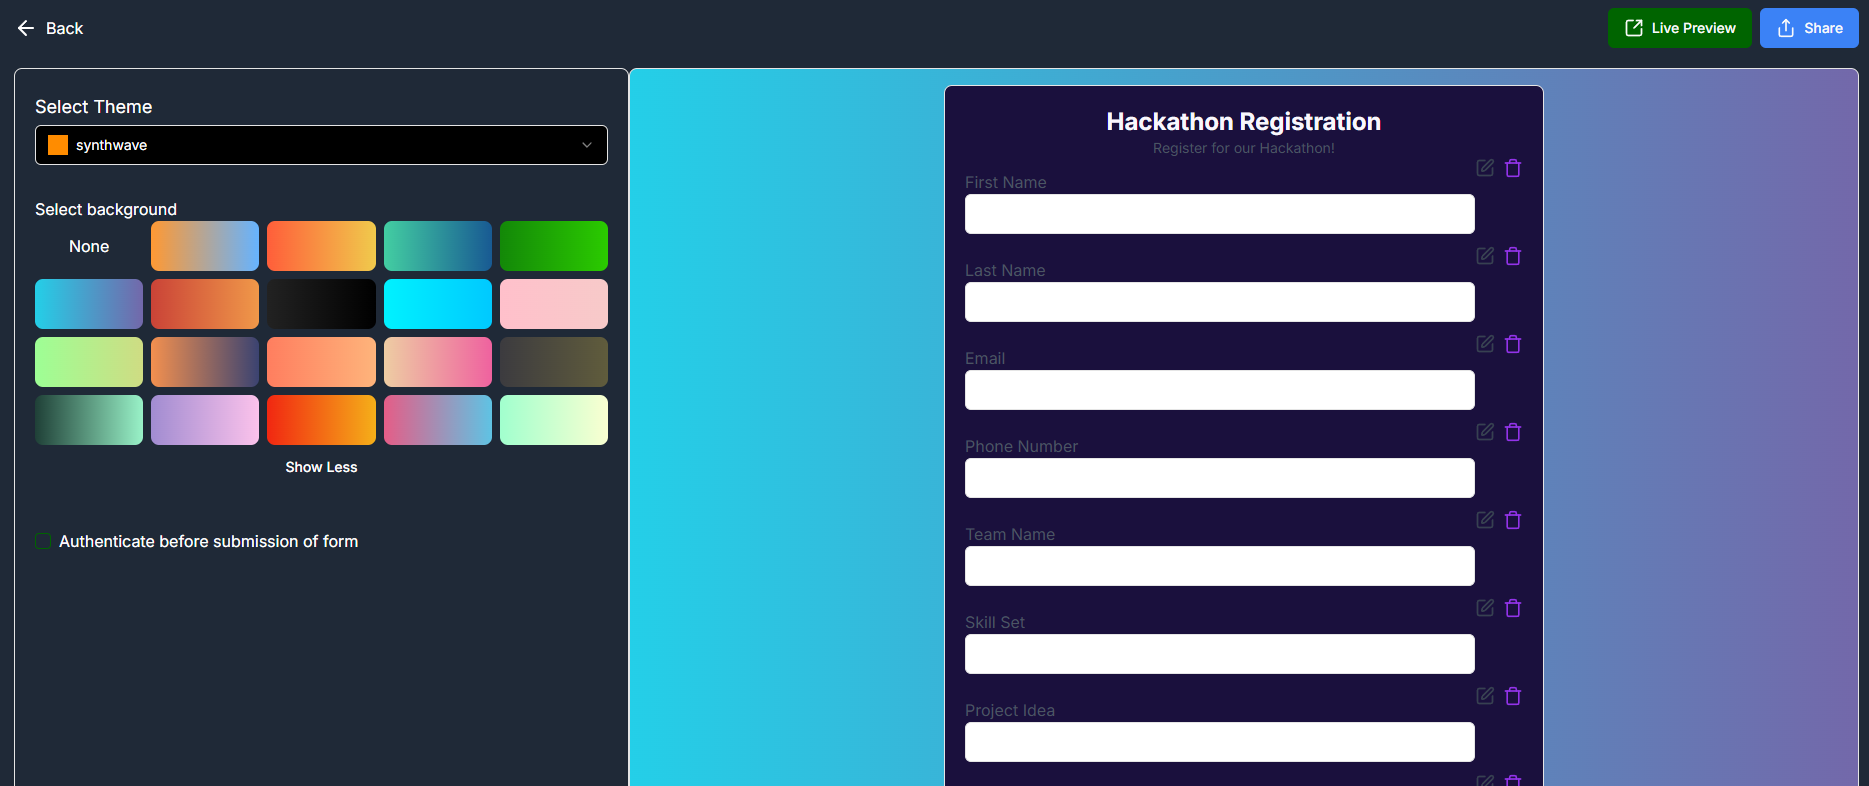 Back
Live Preview
Share
Select Theme
synthwave
Select background
None
Show Less
Authenticate before submission of form
Hackathon Registration
Register for our Hackathon!
First Name
Last Name
Email
Phone Number
Team Name
Skill Set
Project Idea